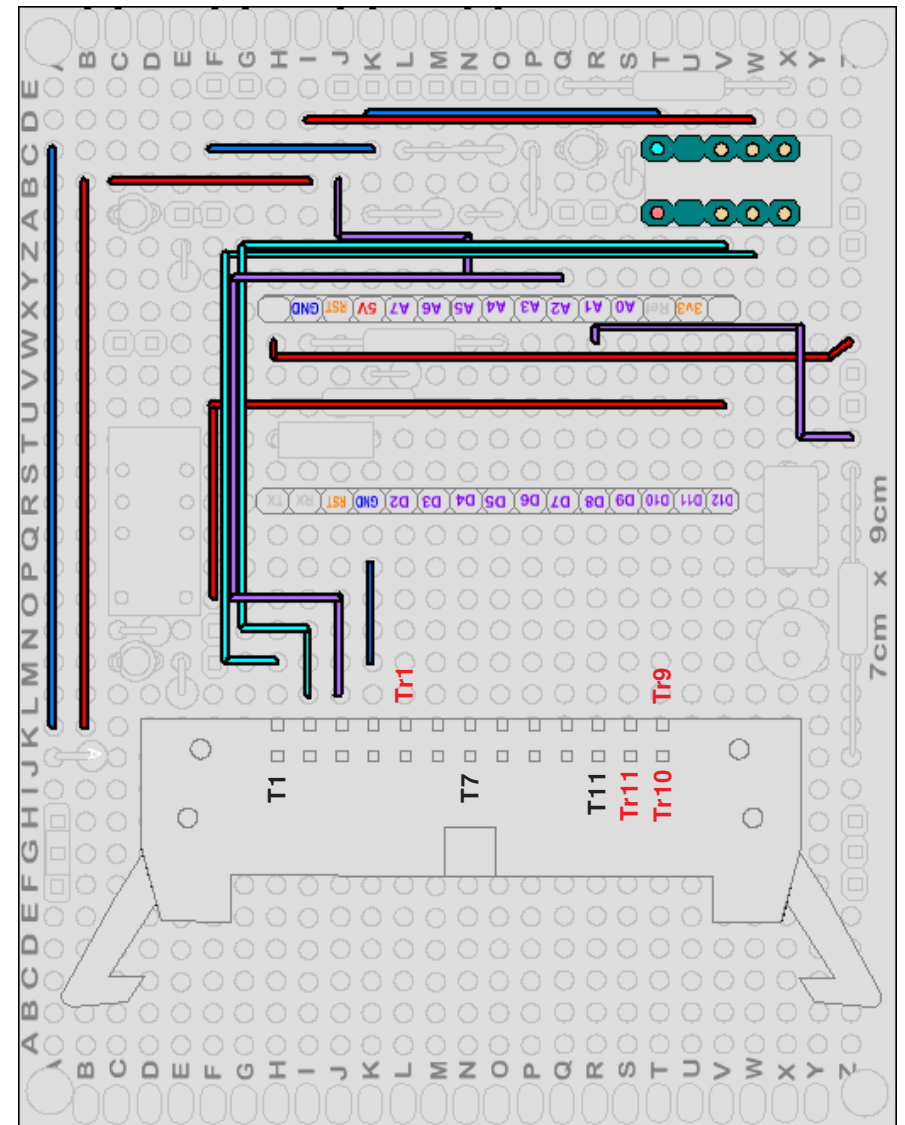 A B C D E F G H I J K L M N O P Q R S T U V W X Y Z
E
D
C
B
A
Z
Y
X
GND RST 5V A7 A6 A5 A4 A3 A2 A1 A0 Ref 3v3
W
V
U
T
S
R
TX RX RST GND D2 D3 D4 D5 D6 D7 D8 D9 D10 D11 D12
Q
P
O
N
M
L
7cm x 9cm
Tr1 Tr9
K
A
J
T1 T7 T11 Tr11 Tr10
I
H
G
F
E
D
C
B
A
A B C D E F G H I J K L M N O P Q R S T U V W X Y Z